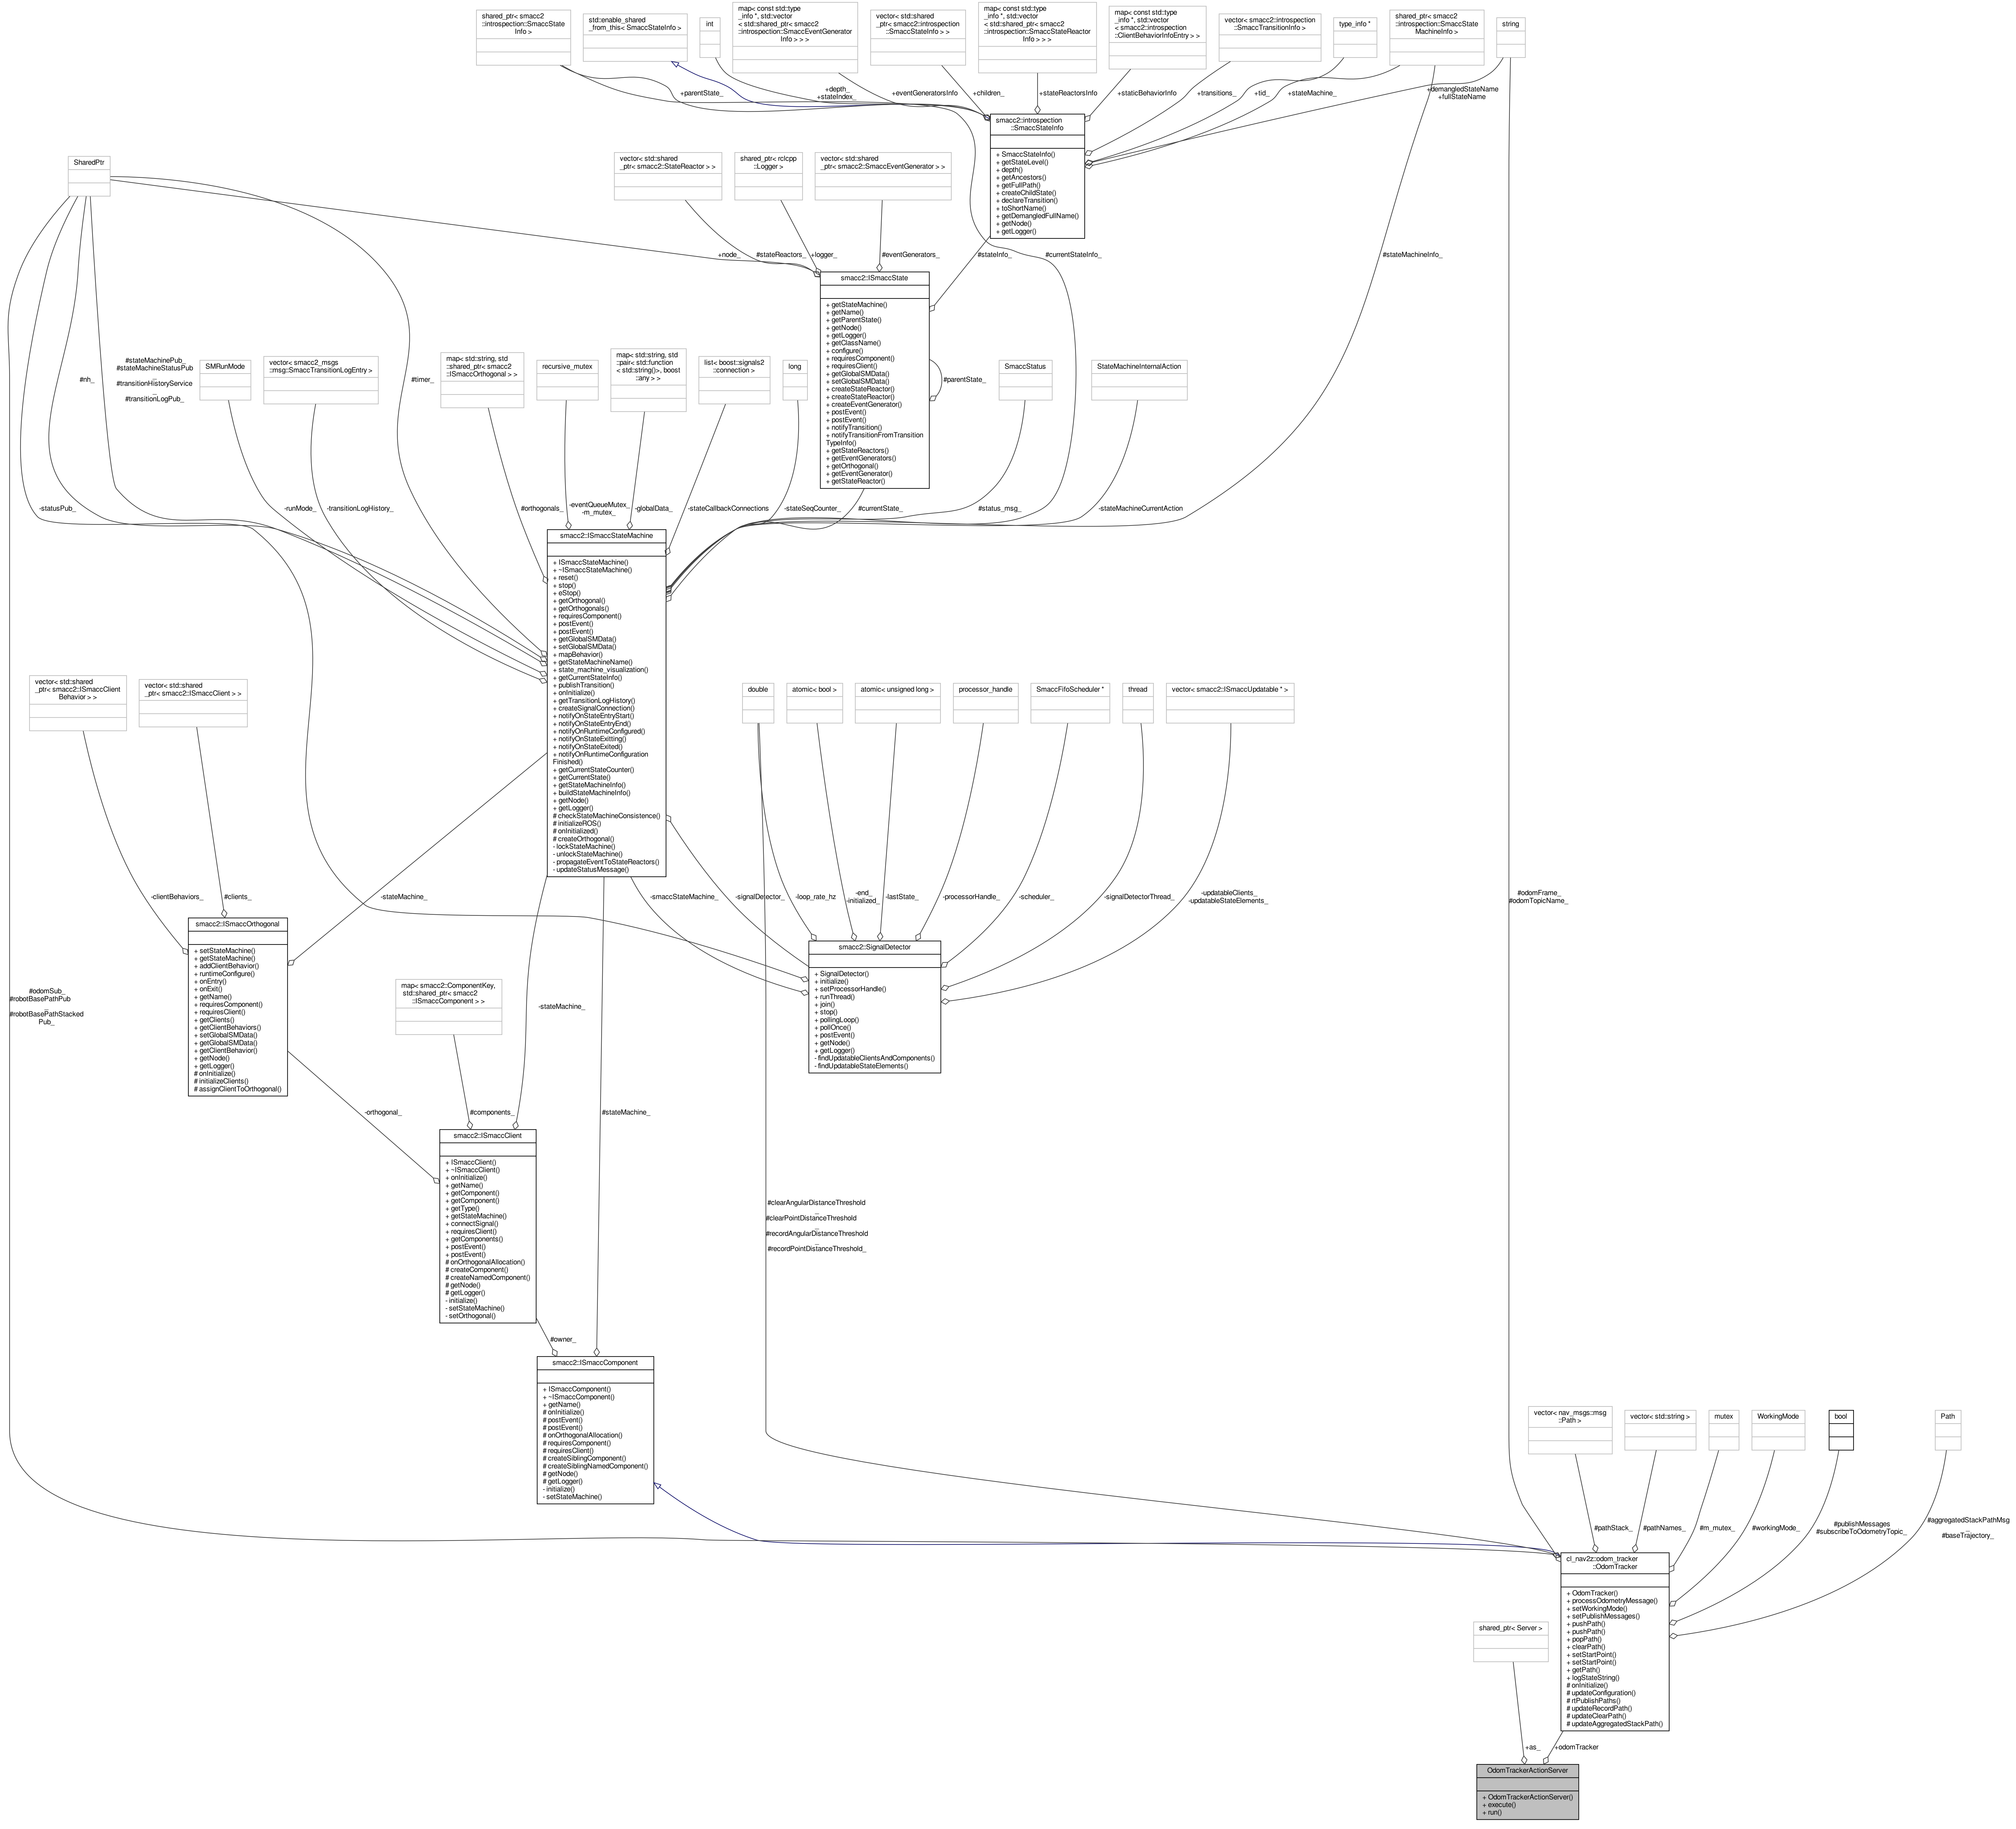 shared_ptr< smacc2
::introspection::SmaccState
Info >
std::enable_shared
_from_this< SmaccStateInfo >
int
map< const std::type
_info *, std::vector
< std::shared_ptr< smacc2
::introspection::SmaccEventGenerator
Info > > >
vector< std::shared
_ptr< smacc2::introspection
::SmaccStateInfo > >
map< const std::type
_info *, std::vector
< std::shared_ptr< smacc2
::introspection::SmaccStateReactor
Info > > >
map< const std::type
_info *, std::vector
< smacc2::introspection
::ClientBehaviorInfoEntry > >
vector< smacc2::introspection
::SmaccTransitionInfo >
type_info *
shared_ptr< smacc2
::introspection::SmaccState
MachineInfo >
string
+parentState_
+depth_
+stateIndex_
+eventGeneratorsInfo
+children_
+stateReactorsInfo
+staticBehaviorInfo
+transitions_
+tid_
+stateMachine_
+demangledStateName
+fullStateName
smacc2::introspection
::SmaccStateInfo
+ SmaccStateInfo()
+ getStateLevel()
+ depth()
+ getAncestors()
+ getFullPath()
+ createChildState()
+ declareTransition()
+ toShortName()
+ getDemangledFullName()
+ getNode()
+ getLogger()
SharedPtr
vector< std::shared
_ptr< smacc2::StateReactor > >
shared_ptr< rclcpp
::Logger >
vector< std::shared
_ptr< smacc2::SmaccEventGenerator > >
+node_
#stateReactors_
+logger_
#eventGenerators_
#stateInfo_
#currentStateInfo_
#stateMachineInfo_
smacc2::ISmaccState
+ getStateMachine()
+ getName()
+ getParentState()
+ getNode()
+ getLogger()
+ getClassName()
+ configure()
+ requiresComponent()
+ requiresClient()
+ getGlobalSMData()
+ setGlobalSMData()
+ createStateReactor()
+ createStateReactor()
+ createEventGenerator()
+ postEvent()
+ postEvent()
+ notifyTransition()
+ notifyTransitionFromTransition
TypeInfo()
+ getStateReactors()
+ getEventGenerators()
+ getOrthogonal()
+ getEventGenerator()
+ getStateReactor()
#parentState_
#nh_
#stateMachinePub_
#stateMachineStatusPub
_
#transitionHistoryService
_
#transitionLogPub_
SMRunMode
vector< smacc2_msgs
::msg::SmaccTransitionLogEntry >
#timer_
map< std::string, std
::shared_ptr< smacc2
::ISmaccOrthogonal > >
recursive_mutex
map< std::string, std
::pair< std::function
< std::string()>, boost
::any > >
list< boost::signals2
::connection >
long
SmaccStatus
StateMachineInternalAction
-statusPub_
-runMode_
-transitionLogHistory_
#orthogonals_
-eventQueueMutex_
-m_mutex_
-globalData_
-stateCallbackConnections
-stateSeqCounter_
#currentState_
#status_msg_
-stateMachineCurrentAction
smacc2::ISmaccStateMachine
+ ISmaccStateMachine()
+ ~ISmaccStateMachine()
+ reset()
+ stop()
+ eStop()
+ getOrthogonal()
+ getOrthogonals()
+ requiresComponent()
+ postEvent()
+ postEvent()
+ getGlobalSMData()
+ setGlobalSMData()
+ mapBehavior()
+ getStateMachineName()
+ state_machine_visualization()
+ getCurrentStateInfo()
+ publishTransition()
+ onInitialize()
+ getTransitionLogHistory()
+ createSignalConnection()
+ notifyOnStateEntryStart()
+ notifyOnStateEntryEnd()
+ notifyOnRuntimeConfigured()
+ notifyOnStateExitting()
+ notifyOnStateExited()
+ notifyOnRuntimeConfiguration
Finished()
+ getCurrentStateCounter()
+ getCurrentState()
+ getStateMachineInfo()
+ buildStateMachineInfo()
+ getNode()
+ getLogger()
# checkStateMachineConsistence()
# initializeROS()
# onInitialized()
# createOrthogonal()
- lockStateMachine()
- unlockStateMachine()
- propagateEventToStateReactors()
- updateStatusMessage()
vector< std::shared
_ptr< smacc2::ISmaccClient
Behavior > >
vector< std::shared
_ptr< smacc2::ISmaccClient > >
double
atomic< bool >
atomic< unsigned long >
processor_handle
SmaccFifoScheduler *
thread
vector< smacc2::ISmaccUpdatable * >
-clientBehaviors_
#clients_
-stateMachine_
-smaccStateMachine_
-signalDetector_
-loop_rate_hz
-end_
-initialized_
-lastState_
-processorHandle_
-scheduler_
-signalDetectorThread_
-updatableClients_
-updatableStateElements_
#odomFrame_
#odomTopicName_
smacc2::ISmaccOrthogonal
+ setStateMachine()
+ getStateMachine()
+ addClientBehavior()
+ runtimeConfigure()
+ onEntry()
+ onExit()
+ getName()
+ requiresComponent()
+ requiresClient()
+ getClients()
+ getClientBehaviors()
+ setGlobalSMData()
+ getGlobalSMData()
+ getClientBehavior()
+ getNode()
+ getLogger()
# onInitialize()
# initializeClients()
# assignClientToOrthogonal()
smacc2::SignalDetector
+ SignalDetector()
+ initialize()
+ setProcessorHandle()
+ runThread()
+ join()
+ stop()
+ pollingLoop()
+ pollOnce()
+ postEvent()
+ getNode()
+ getLogger()
- findUpdatableClientsAndComponents()
- findUpdatableStateElements()
#odomSub_
#robotBasePathPub
_
#robotBasePathStacked
Pub_
map< smacc2::ComponentKey,
std::shared_ptr< smacc2
::ISmaccComponent > >
-stateMachine_
-orthogonal_
#components_
#stateMachine_
smacc2::ISmaccClient
+ ISmaccClient()
+ ~ISmaccClient()
+ onInitialize()
+ getName()
+ getComponent()
+ getComponent()
+ getType()
+ getStateMachine()
+ connectSignal()
+ requiresClient()
+ getComponents()
+ postEvent()
+ postEvent()
# onOrthogonalAllocation()
# createComponent()
# createNamedComponent()
# getNode()
# getLogger()
- initialize()
- setStateMachine()
- setOrthogonal()
#clearAngularDistanceThreshold
_
#clearPointDistanceThreshold
_
#recordAngularDistanceThreshold
_
#recordPointDistanceThreshold_
#owner_
smacc2::ISmaccComponent
+ ISmaccComponent()
+ ~ISmaccComponent()
+ getName()
# onInitialize()
# postEvent()
# postEvent()
# onOrthogonalAllocation()
# requiresComponent()
# requiresClient()
# createSiblingComponent()
# createSiblingNamedComponent()
# getNode()
# getLogger()
- initialize()
- setStateMachine()
vector< nav_msgs::msg
::Path >
vector< std::string >
mutex
WorkingMode
bool
Path
#pathStack_
#pathNames_
#m_mutex_
#workingMode_
#publishMessages
#subscribeToOdometryTopic_
#aggregatedStackPathMsg
_
#baseTrajectory_
cl_nav2z::odom_tracker
::OdomTracker
+ OdomTracker()
+ processOdometryMessage()
+ setWorkingMode()
+ setPublishMessages()
+ pushPath()
+ pushPath()
+ popPath()
+ clearPath()
+ setStartPoint()
+ setStartPoint()
+ getPath()
+ logStateString()
# onInitialize()
# updateConfiguration()
# rtPublishPaths()
# updateRecordPath()
# updateClearPath()
# updateAggregatedStackPath()
shared_ptr< Server >
+as_
+odomTracker
OdomTrackerActionServer
+ OdomTrackerActionServer()
+ execute()
+ run()